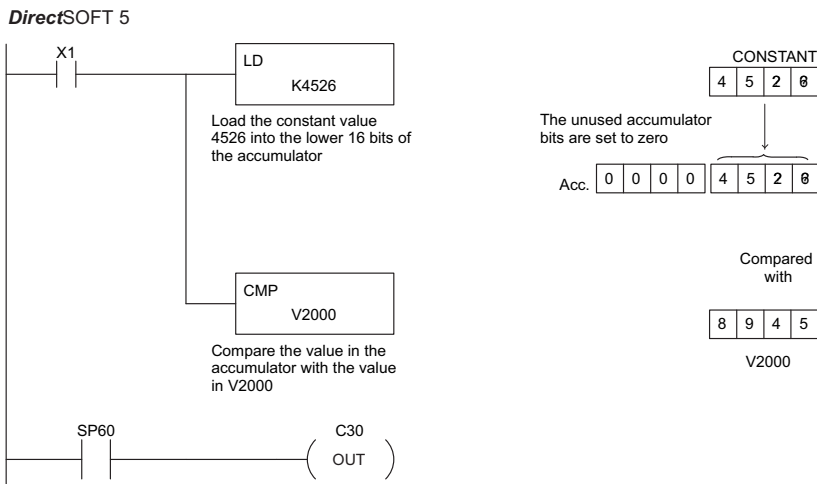 DirectSOFT 5
X1
LD
K4526
Load the constant value
4526 into the lower 16 bits of
the accumulator
CMP
V2000
Compare the value in the
accumulator with the value
in V2000
SP60
C30
OUT
CONSTANT
4 5 2
The unused accumulator
bits are set to zero
Acc. 0 0 0 0 4 5 2
Compared
with
8 9 4 5
V2000